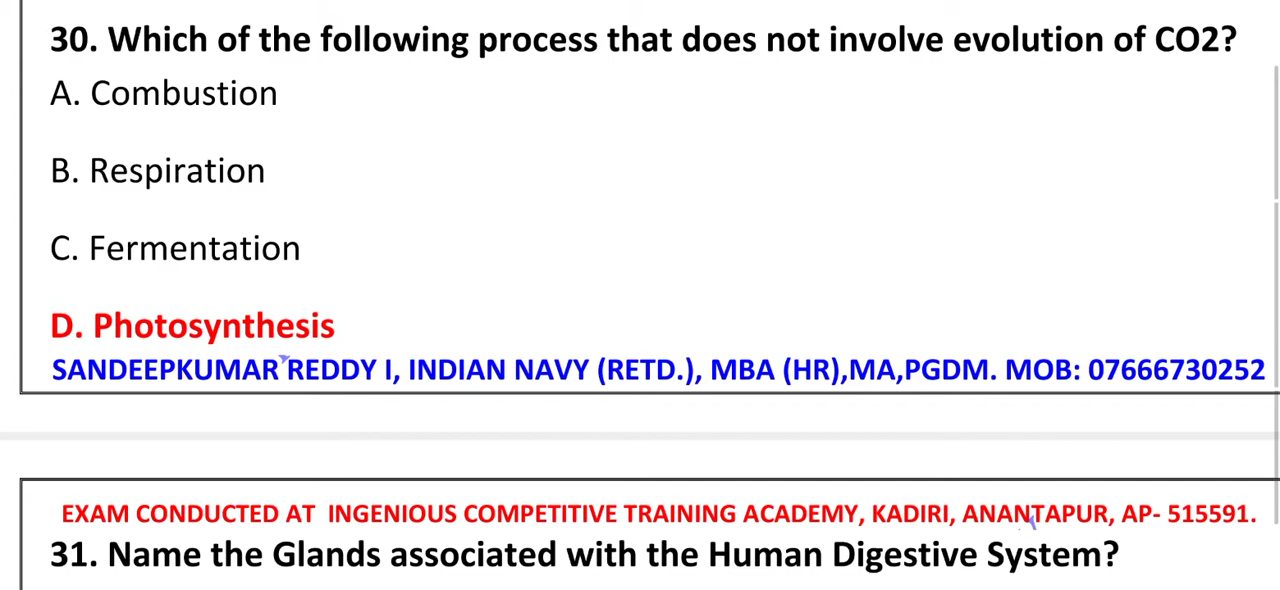 30. Which of the following process that does not involve evolution of CO2?
A. Combustion
B. Respiration
C. Fermentation
D. Photosynthesis
SANDEEPKUMAR REDDY I, INDIAN NAVY (RETD.), MBA (HR),MA,PGDM. MOB: 07666730252
EXAM CONDUCTED AT INGENIOUS COMPETITIVE TRAINING ACADEMY, KADIRI, ANANTAPUR, AP- 515591.
31. Name the Glands associated with the Human Digestive System?